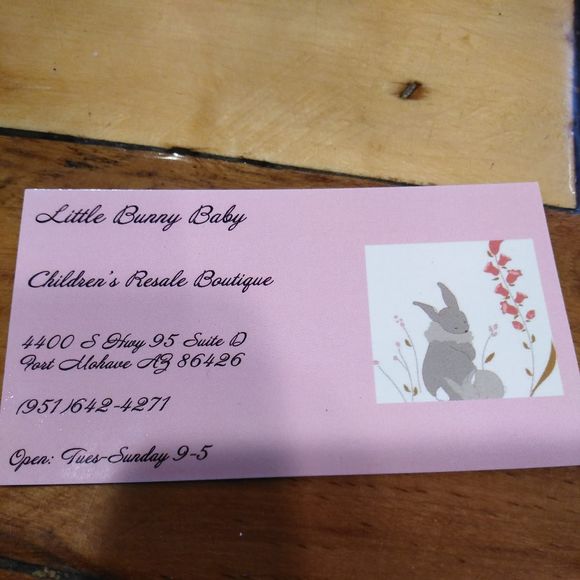 Little Bunny Baby
Children's Resale Boutique
4400 S Hwy 95 Suite D
Fort Mohave AZ 86426
(951)642-4271
Open: Tues-Sunday 9-5